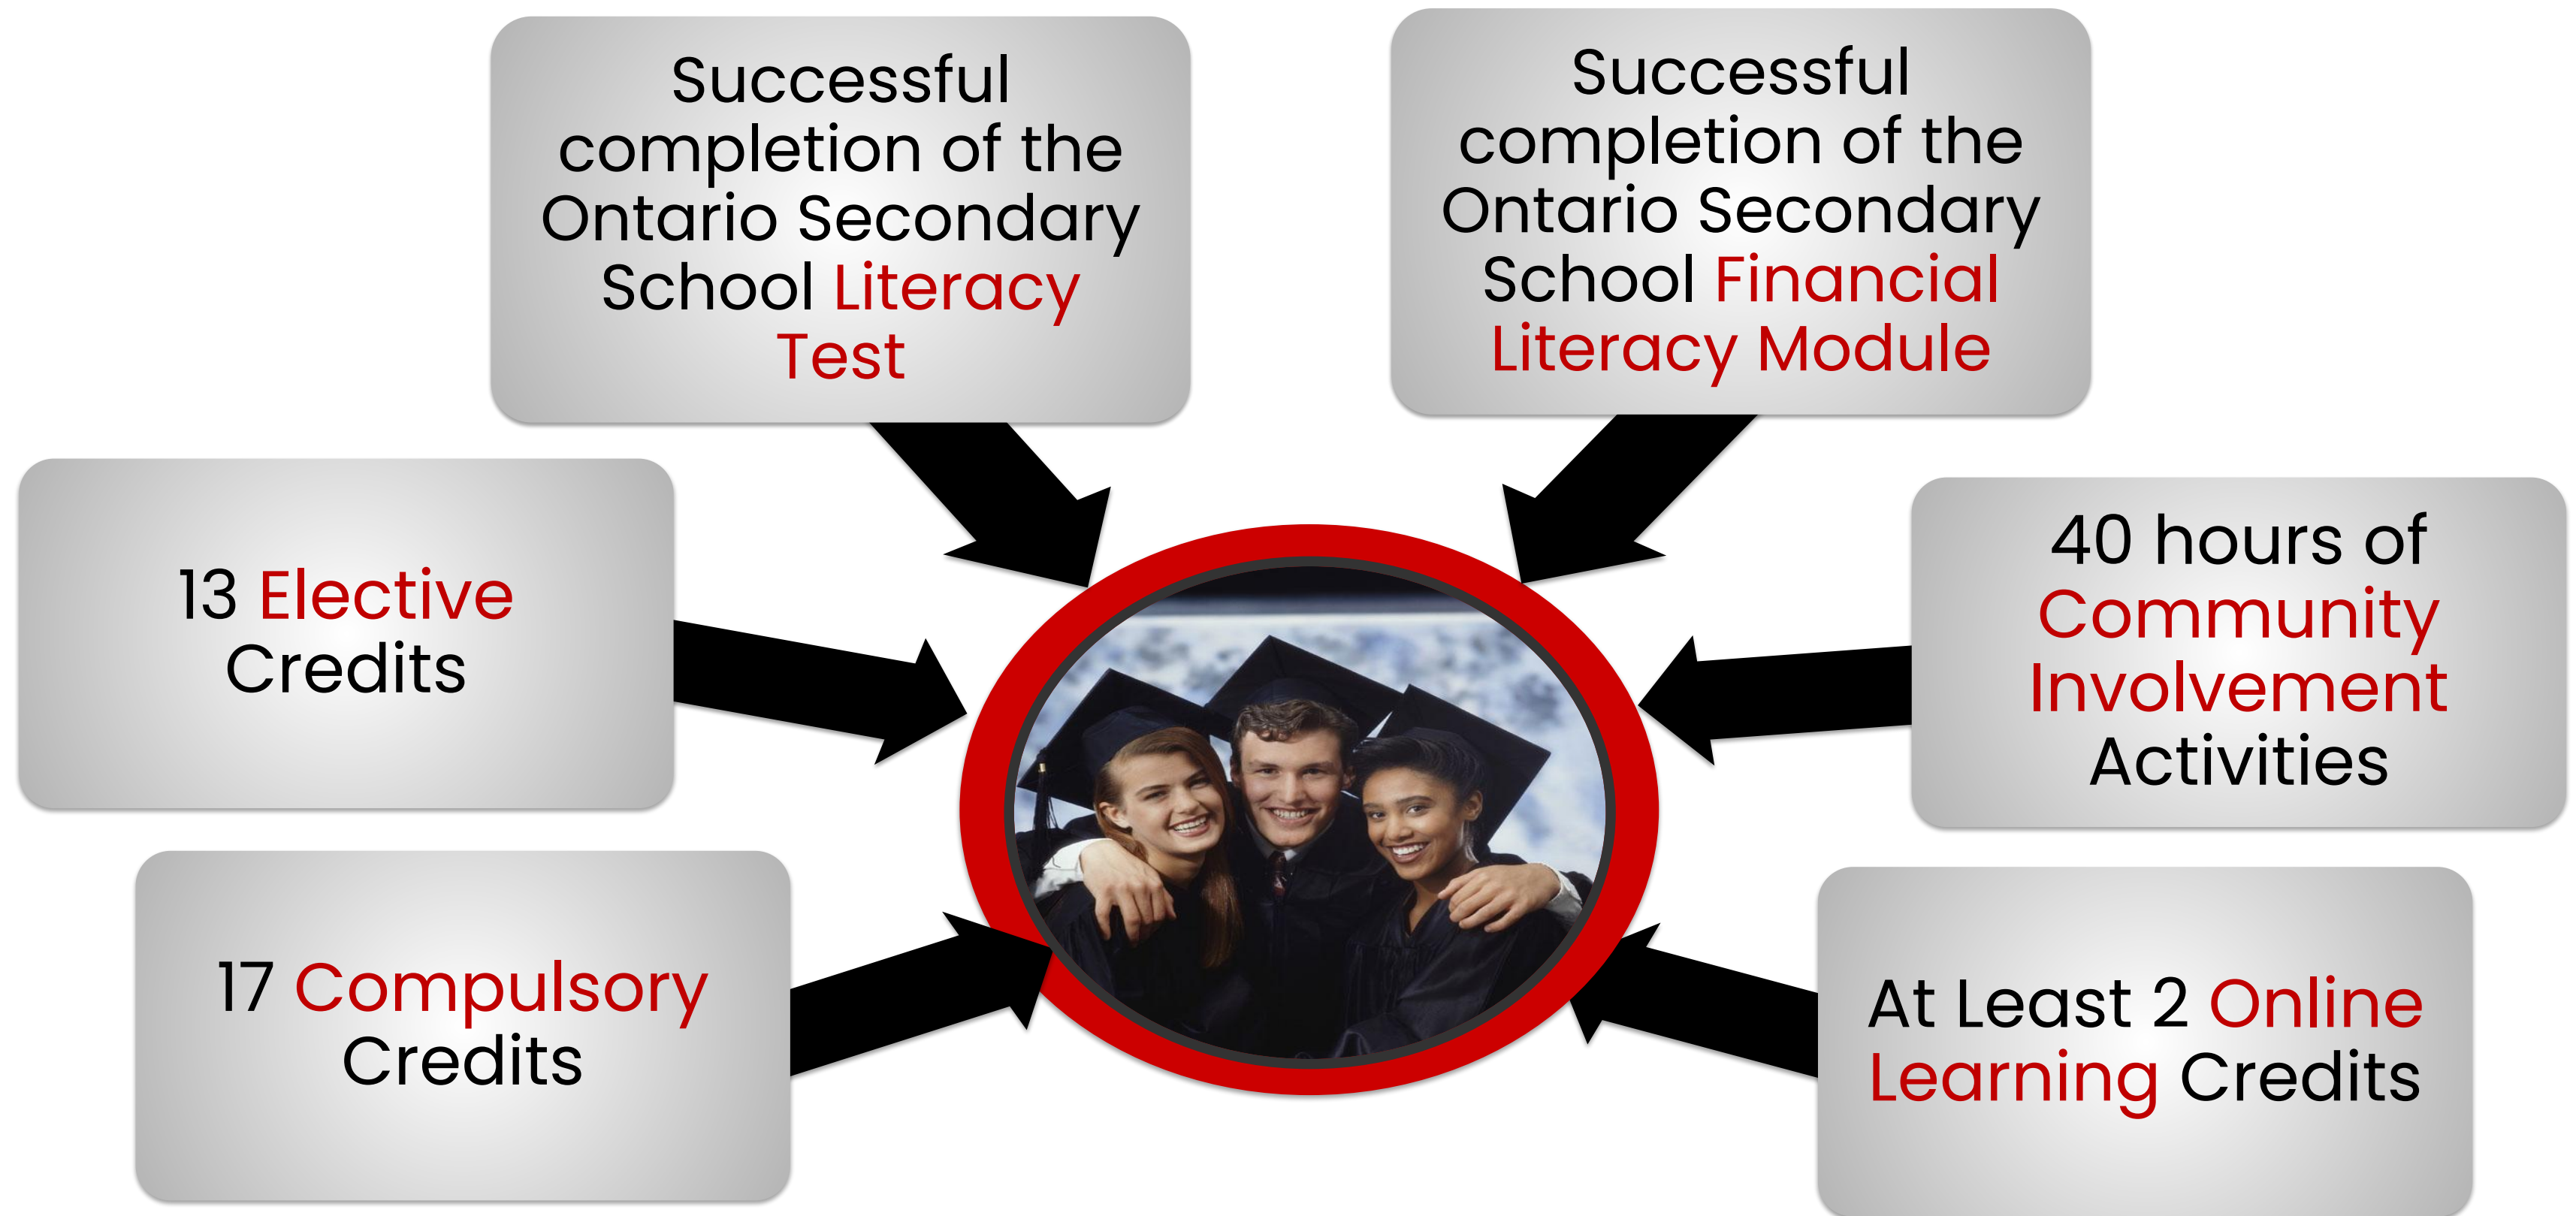 Successful
completion of the
Ontario Secondary
School Literacy
Test
Successful
completion of the
Ontario Secondary
School Financial
Literacy Module
13 Elective
Credits
40 hours of
Community
Involvement
Activities
17 Compulsory
Credits
At Least 2 Online
Learning Credits